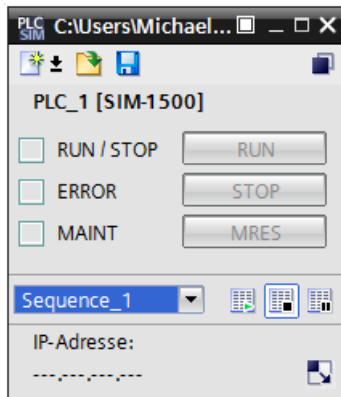 PLC SIM C:\Users\Michael...
PLC_1 [SIM-1500]
RUN / STOP RUN
ERROR STOP
MAINT MRES
Sequence_1
IP-Adresse:
---.---.---.---